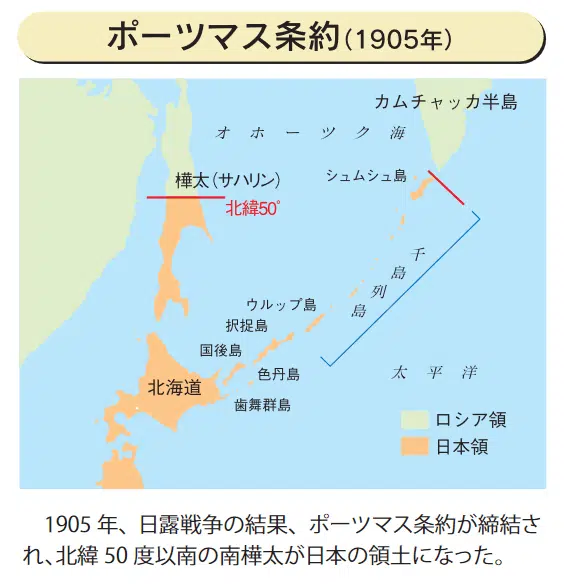 ポーツマス条約(1905年)
カムチャッカ半島
オホーツク海
シュムシュ島
樺太(サハリン)
北緯50°
千島列島
ウルップ島
択捉島
国後島
色丹島
北海道
歯舞群島
太平洋
ロシア領
日本領
1905年、日露戦争の結果、ポーツマス条約が締結さ
れ、北緯50度以南の南樺太が日本の領土になった。